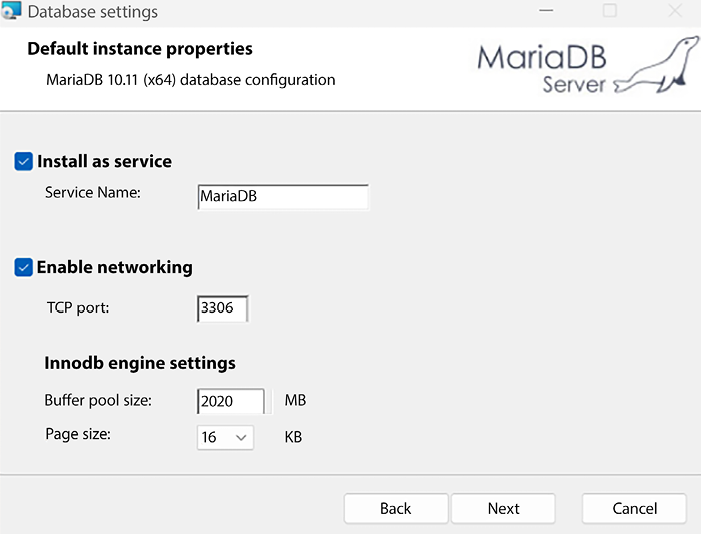 Database settings
Default instance properties
MariaDB 10.11 (x64) database configuration
MariaDB
Server
Install as service
Service Name: MariaDB
Enable networking
TCP port: 3306
Innodb engine settings
Buffer pool size: 2020 MB
Page size: 16 KB
Back Next Cancel